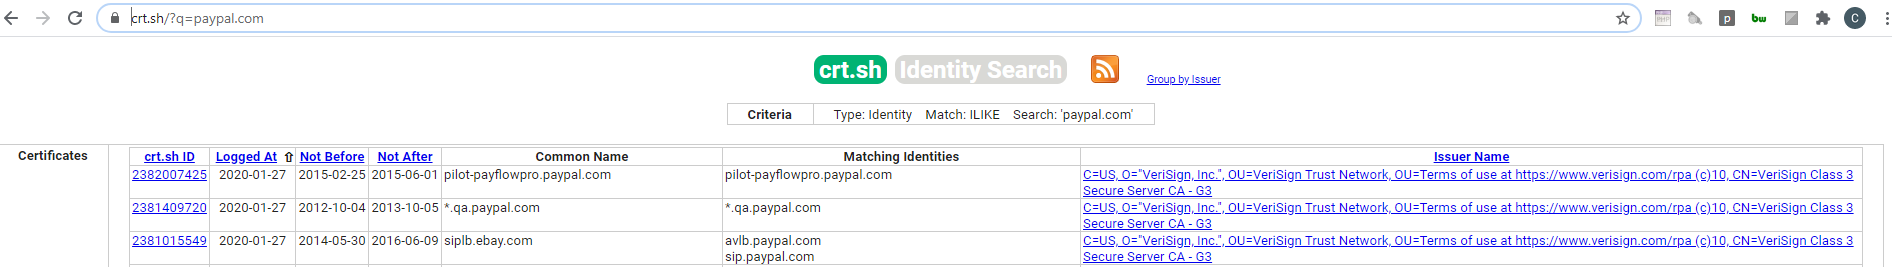 crt.sh/?q=paypal.com
p
bw
C
crt.sh Identity Search
Group by Issuer
Criteria Type: Identity Match: ILIKE Search: 'paypal.com'
Certificates
crt.sh ID Logged At ⇧ Not Before Not After Common Name Matching Identities Issuer Name
2382007425 2020-01-27 2015-02-25 2015-06-01 pilot-payflowpro.paypal.com pilot-payflowpro.paypal.com C=US, O="VeriSign, Inc.", OU=VeriSign Trust Network, OU=Terms of use at https://www.verisign.com/rpa (c)10, CN=VeriSign Class 3
Secure Server CA - G3
2381409720 2020-01-27 2012-10-04 2013-10-05 *.qa.paypal.com *.qa.paypal.com C=US, O="VeriSign, Inc.", OU=VeriSign Trust Network, OU=Terms of use at https://www.verisign.com/rpa (c)10, CN=VeriSign Class 3
Secure Server CA - G3
2381015549 2020-01-27 2014-05-30 2016-06-09 siplb.ebay.com avlb.paypal.com C=US, O="VeriSign, Inc.", OU=VeriSign Trust Network, OU=Terms of use at https://www.verisign.com/rpa (c)10, CN=VeriSign Class 3
sip.paypal.com Secure Server CA - G3